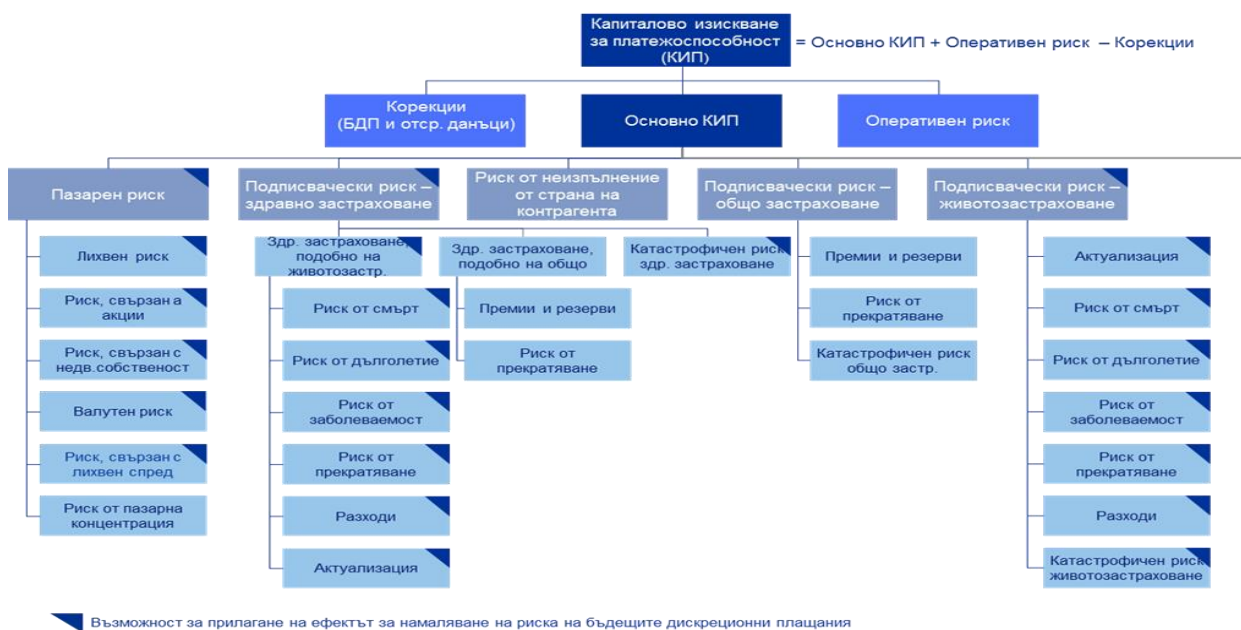 Капиталово изискване
за платежоспособност
(КИП)
= Основно КИП + Оперативен риск – Корекции
Корекции
(БДП и отср. данъци)
Основно КИП
Оперативен риск
Пазарен риск
Подписвачески риск –
здравно застраховане
Риск от неизпълнение
от страна на
контрагента
Подписвачески риск –
общо застраховане
Подписвачески риск –
животозастраховане
Лихвен риск
Риск, свързан а
акции
Риск, свързан с
недв.собственост
Валутен риск
Риск, свързан с
лихвен спред
Риск от пазарна
концентрация
Здр. застраховане,
подобно на
животозастр.
Риск от смърт
Риск от дълголетие
Риск от
заболеваемост
Риск от
прекратяване
Разходи
Актуализация
Здр. застраховане,
подобно на общо
Премии и резерви
Риск от
прекратяване
Катастрофичен риск
здр. застраховане
Премии и резерви
Риск от
прекратяване
Катастрофичен риск
общо застр.
Актуализация
Риск от смърт
Риск от дълголетие
Риск от
заболеваемост
Риск от
прекратяване
Разходи
Катастрофичен риск
животозастраховане
Възможност за прилагане на ефектът за намаляване на риска на бъдещите дискреционни плащания